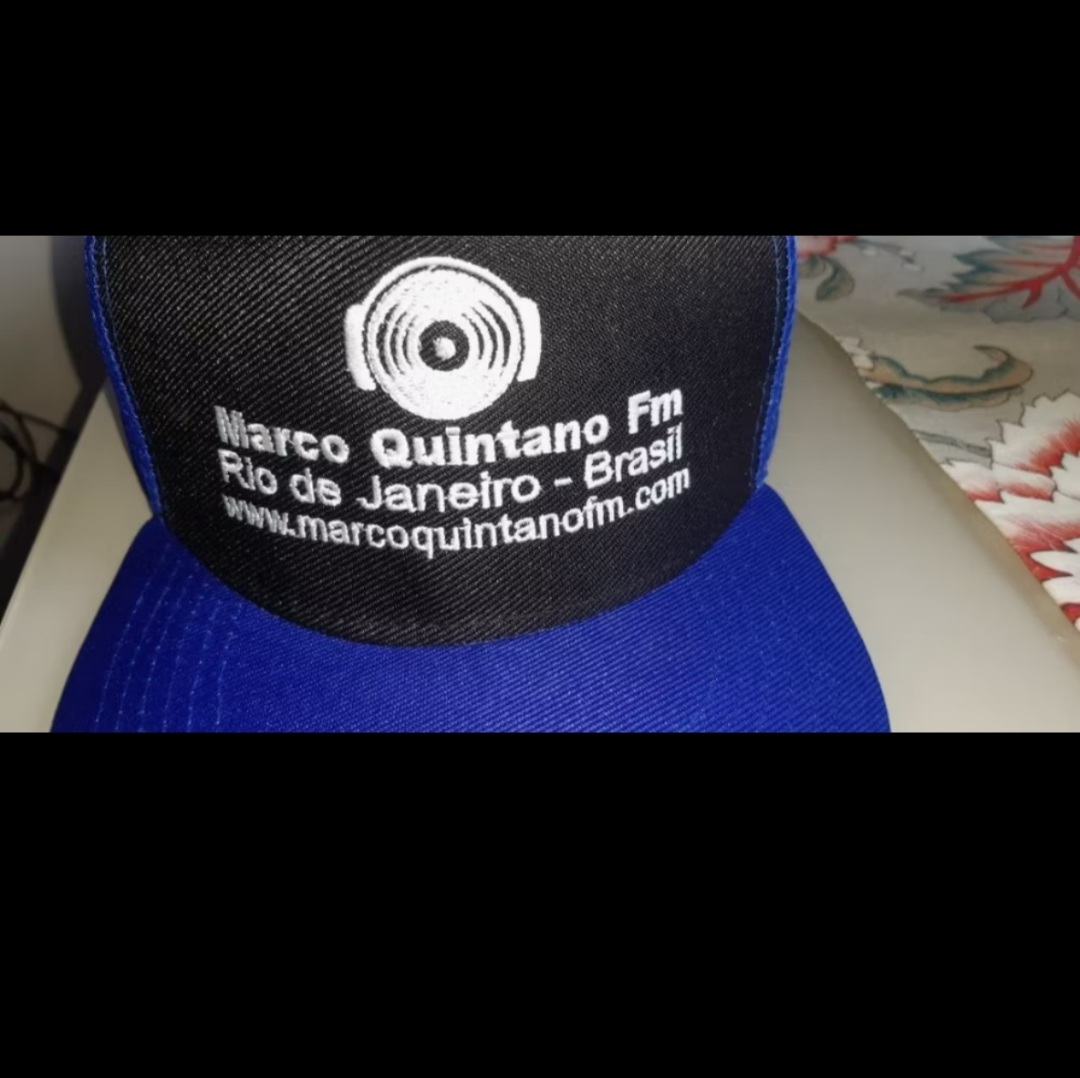 Marco Quintano Fm
Rio de Janeiro - Brasil
www.marcoquintanofm.com